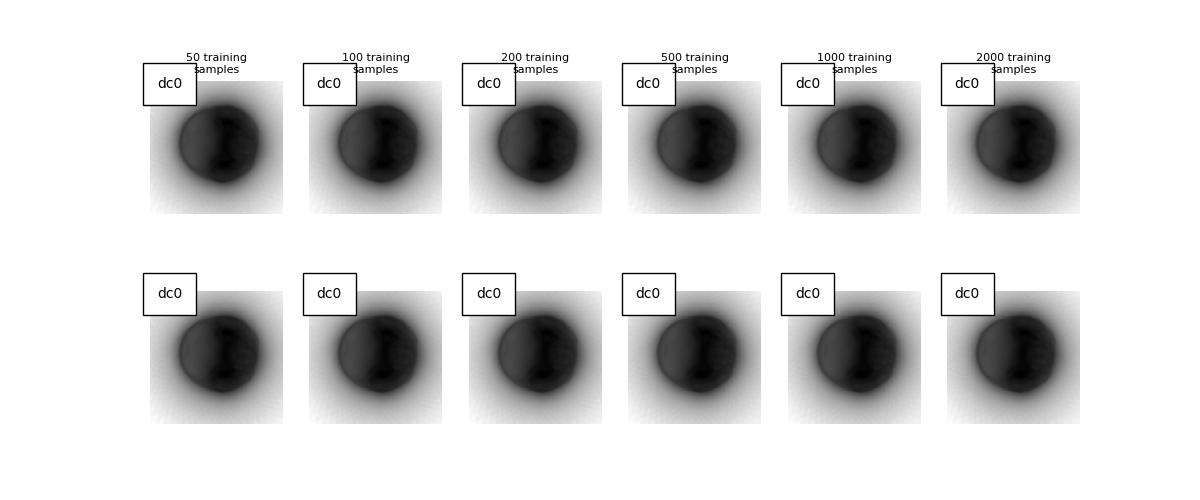 50 training
samples
100 training
samples
200 training
samples
500 training
samples
1000 training
samples
2000 training
samples
dc0
dc0
dc0
dc0
dc0
dc0
dc0
dc0
dc0
dc0
dc0
dc0